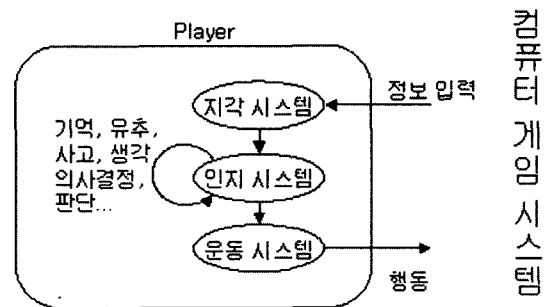 Player
정보 입력
지각 시스템
기억, 유추,
사고, 생각
의사결정,
판단...
인지 시스템
운동 시스템
행동
컴퓨터 게임 시스템